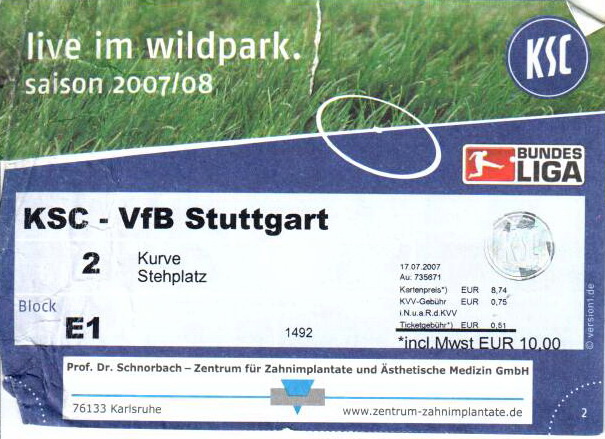 live im wildpark.
saison 2007/08
KSC
BUNDES
LIGA
KSC - VfB Stuttgart
2 Kurve
Stehplatz
Block E1
1492
17.07.2007
Au: 735671
Kartenpreis*) EUR 8,74
KVV-Gebühr EUR 0,75
i.N.u.a.R.d.KVV
Ticketgebühr*) EUR 0,51
*incl.Mwst EUR 10,00
© version1.de
Prof. Dr. Schnorbach – Zentrum für Zahnimplantate und Ästhetische Medizin GmbH
76133 Karlsruhe www.zentrum-zahnimplantate.de
2